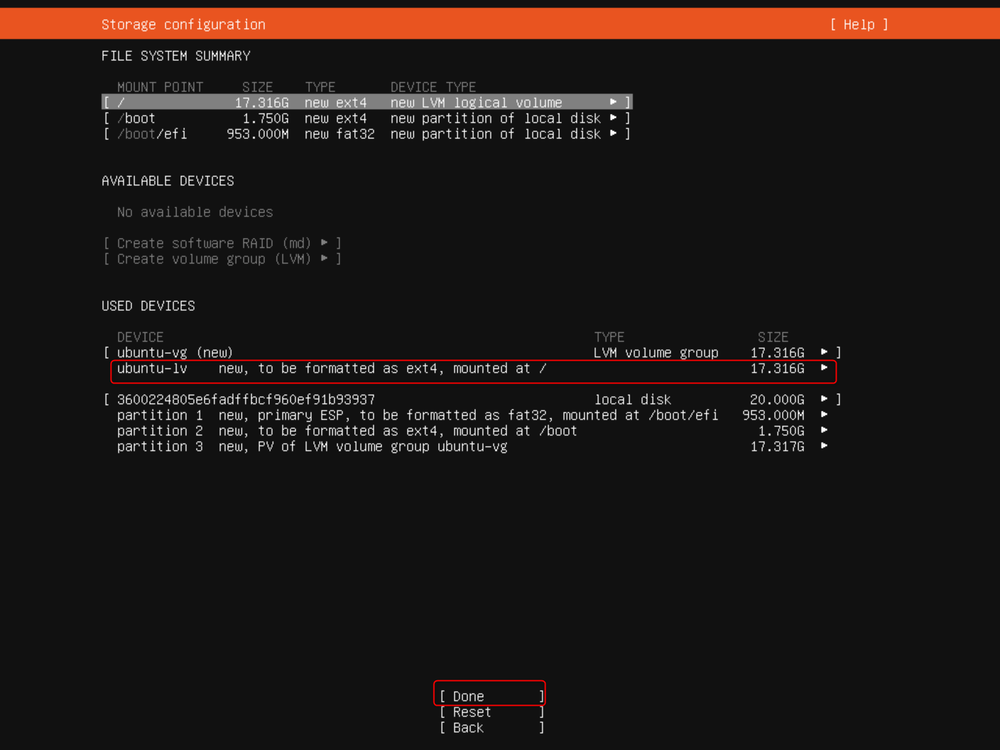 Storage configuration [ Help ]
FILE SYSTEM SUMMARY
MOUNT POINT SIZE TYPE DEVICE TYPE
[ / 17.316G new ext4 new LVM logical volume ▸ ]
[ /boot 1.750G new ext4 new partition of local disk ▸ ]
[ /boot/efi 953.000M new fat32 new partition of local disk ▸ ]
AVAILABLE DEVICES
No available devices
[ Create software RAID (md) ▸ ]
[ Create volume group (LVM) ▸ ]
USED DEVICES
DEVICE TYPE SIZE
[ ubuntu-vg (new) LVM volume group 17.316G ▸ ]
ubuntu-lv new, to be formatted as ext4, mounted at / 17.316G ▸
[ 3600224805e6fadffbcf960ef91b93937 local disk 20.000G ▸ ]
partition 1 new, primary ESP, to be formatted as fat32, mounted at /boot/efi 953.000M ▸
partition 2 new, to be formatted as ext4, mounted at /boot 1.750G ▸
partition 3 new, PV of LVM volume group ubuntu-vg 17.317G ▸
[ Done ]
[ Reset ]
[ Back ]